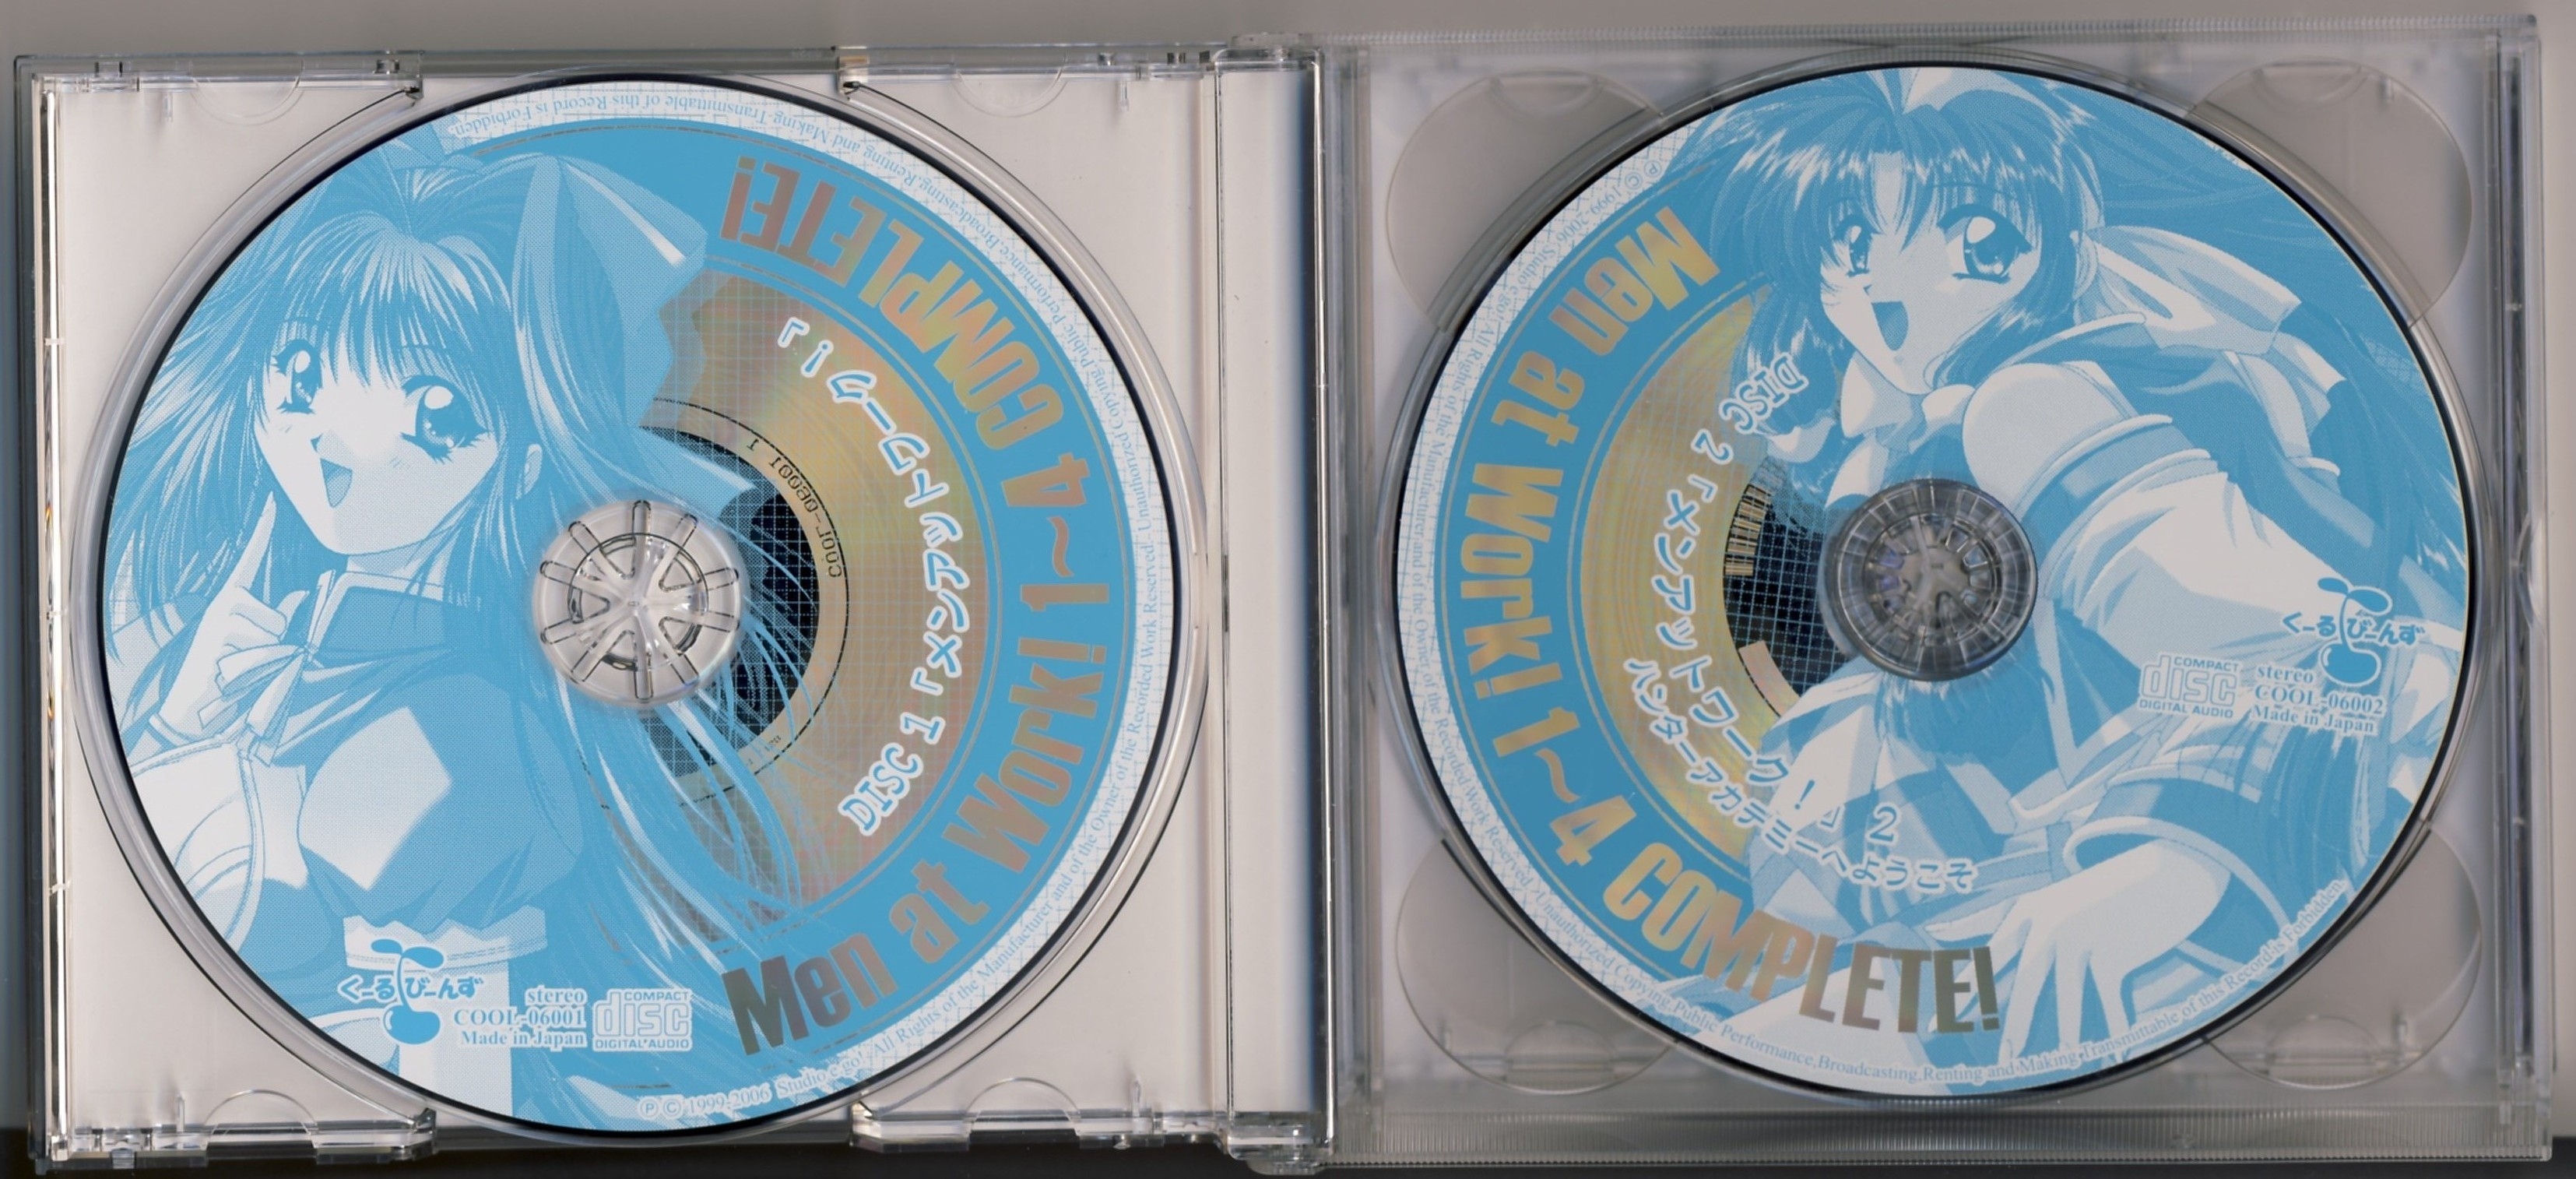 Men at Work! 1～4 COMPLETE!
DISC 1「メンアットワーク！」
COOL-06001 1
くーるびーんず
stereo
COOL-06001
Made in Japan
COMPACT
disc
DIGITAL AUDIO
ⓅⒸ 1999-2006 Studio e.go! All Rights of the Manufacturer and of the Owner of the Recorded Work Reserved. Unauthorized Copying,Public Performance,Broadcasting,Renting and Making Transmittable of this Record is Forbidden.
Men at Work! 1～4 COMPLETE!
DISC 2「メンアットワーク！」2
ハンターアカデミーへようこそ
くーるびーんず
COMPACT
disc
DIGITAL AUDIO
stereo
COOL-06002
Made in Japan
ⓅⒸ 1999-2006 Studio e.go! All Rights of the Manufacturer and of the Owner of the Recorded Work Reserved. Unauthorized Copying,Public Performance,Broadcasting,Renting and Making Transmittable of this Record is Forbidden.